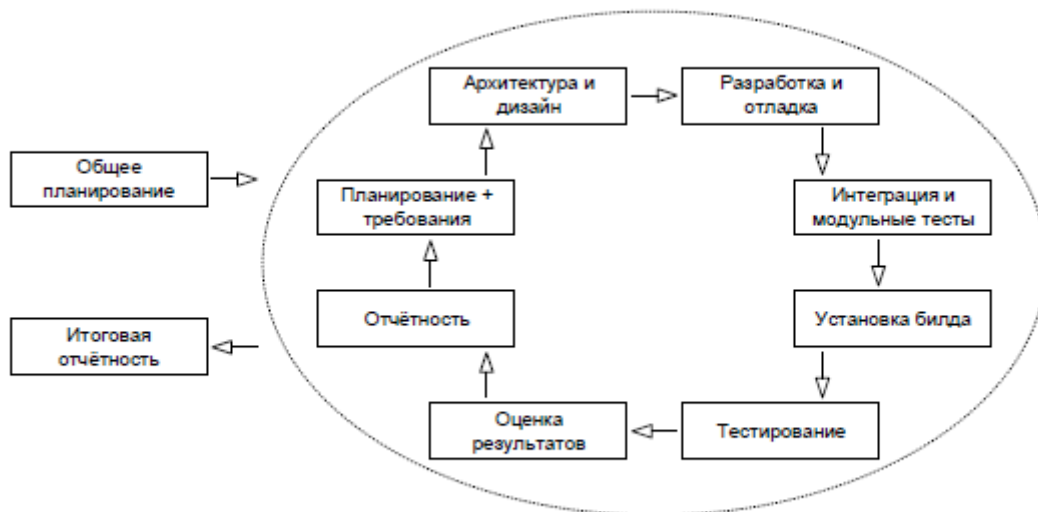 Общее
планирование
Итоговая
отчётность
Архитектура и
дизайн
Разработка и
отладка
Планирование +
требования
Интеграция и
модульные тесты
Отчётность
Установка билда
Оценка
результатов
Тестирование